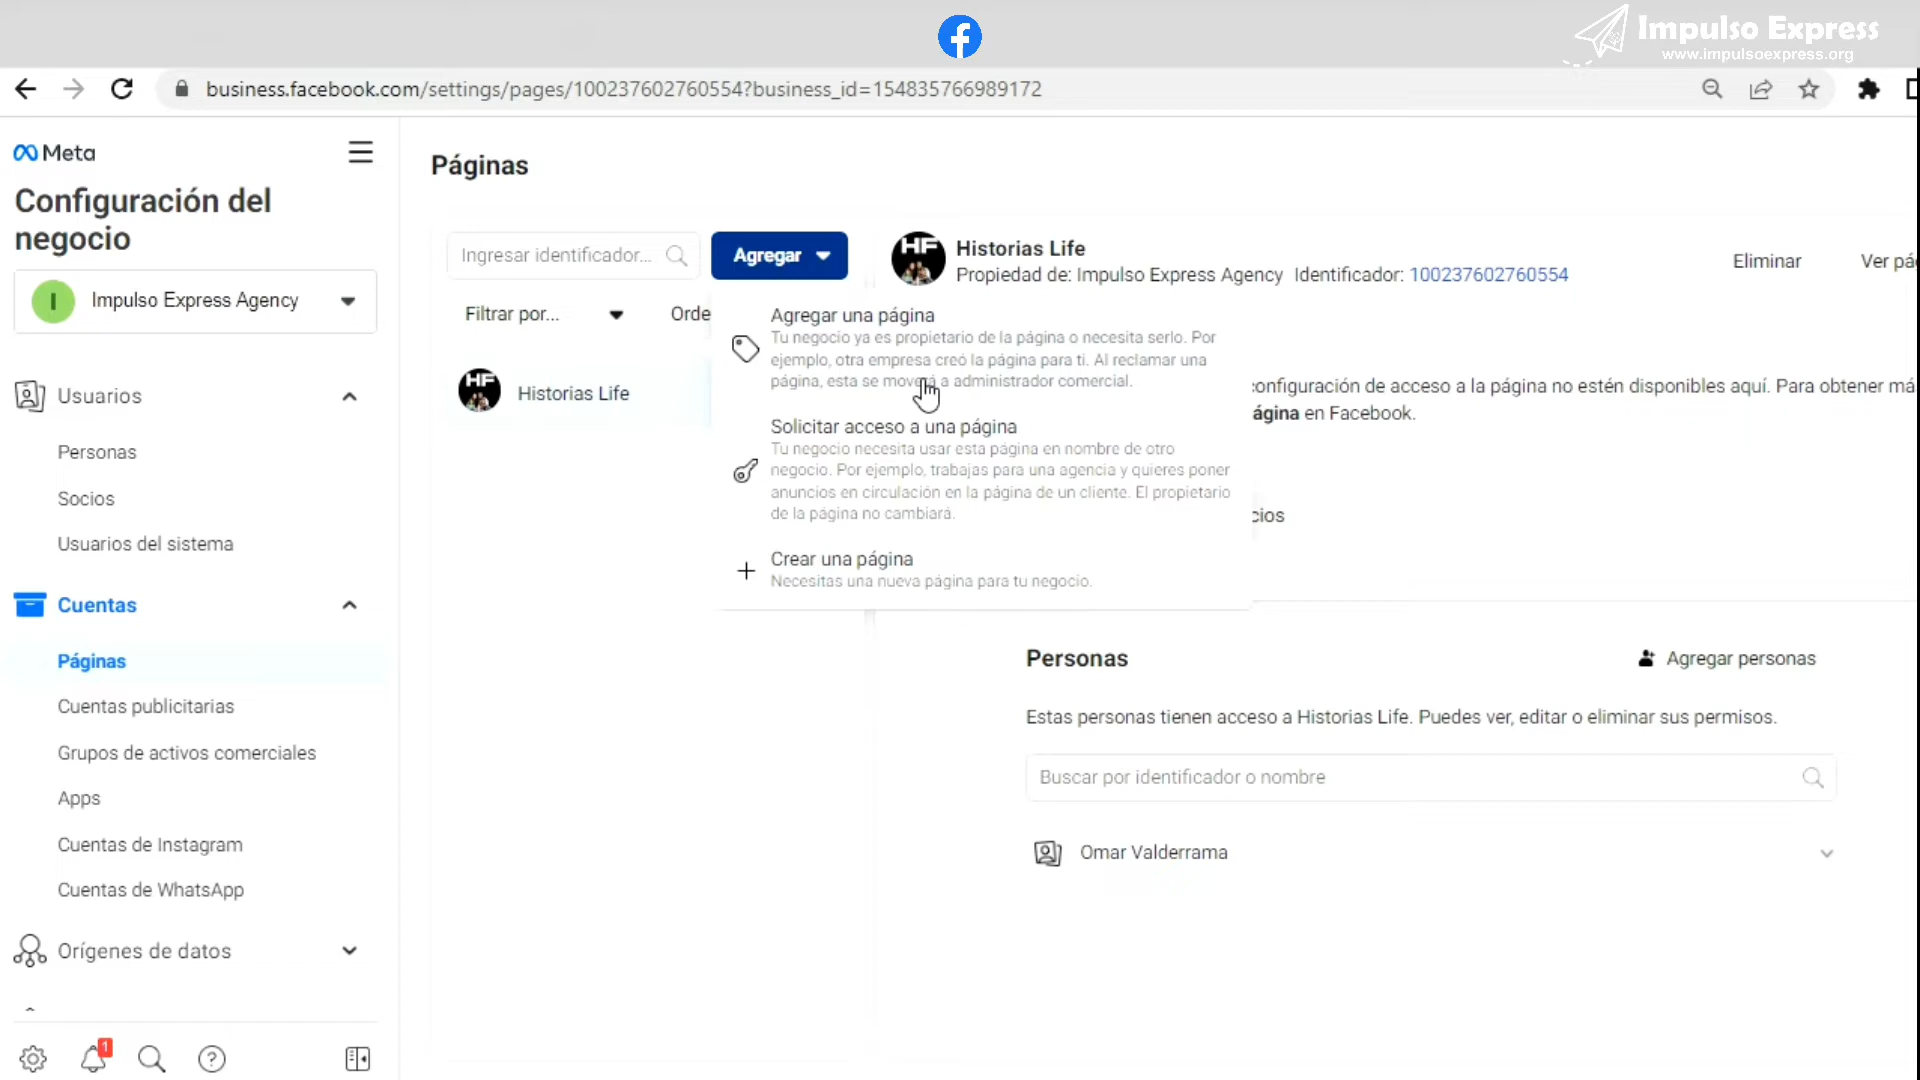 Impulso Express
www.impulsoexpress.org
business.facebook.com/settings/pages/100237602760554?business_id=154835766989172
Meta
Configuración del
negocio
I
Impulso Express Agency
Usuarios
Personas
Socios
Usuarios del sistema
Cuentas
Páginas
Cuentas publicitarias
Grupos de activos comerciales
Apps
Cuentas de Instagram
Cuentas de WhatsApp
Orígenes de datos
1
Páginas
Ingresar identificador...
Agregar
Filtrar por...
Orde
HF
Historias Life
Agregar una página
Tu negocio ya es propietario de la página o necesita serlo. Por
ejemplo, otra empresa creó la página para ti. Al reclamar una
página, esta se moverá a administrador comercial.
Solicitar acceso a una página
Tu negocio necesita usar esta página en nombre de otro
negocio. Por ejemplo, trabajas para una agencia y quieres poner
anuncios en circulación en la página de un cliente. El propietario
de la página no cambiará.
Crear una página
Necesitas una nueva página para tu negocio.
HF
Historias Life
Propiedad de: Impulso Express Agency Identificador: 100237602760554
Eliminar
Ver pág
configuración de acceso a la página no estén disponibles aquí. Para obtener má
ágina en Facebook.
cios
Personas
Agregar personas
Estas personas tienen acceso a Historias Life. Puedes ver, editar o eliminar sus permisos.
Buscar por identificador o nombre
Omar Valderrama